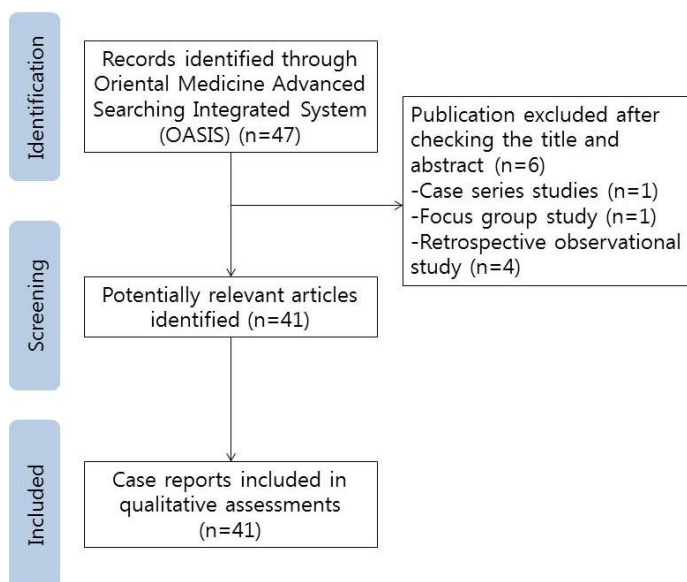 Identification
Records identified through
Oriental Medicine Advanced
Searching Integrated System
(OASIS) (n=47)
Publication excluded after
checking the title and
abstract (n=6)
-Case series studies (n=1)
-Focus group study (n=1)
-Retrospective observational
study (n=4)
Screening
Potentially relevant articles
identified (n=41)
Included
Case reports included in
qualitative assessments
(n=41)